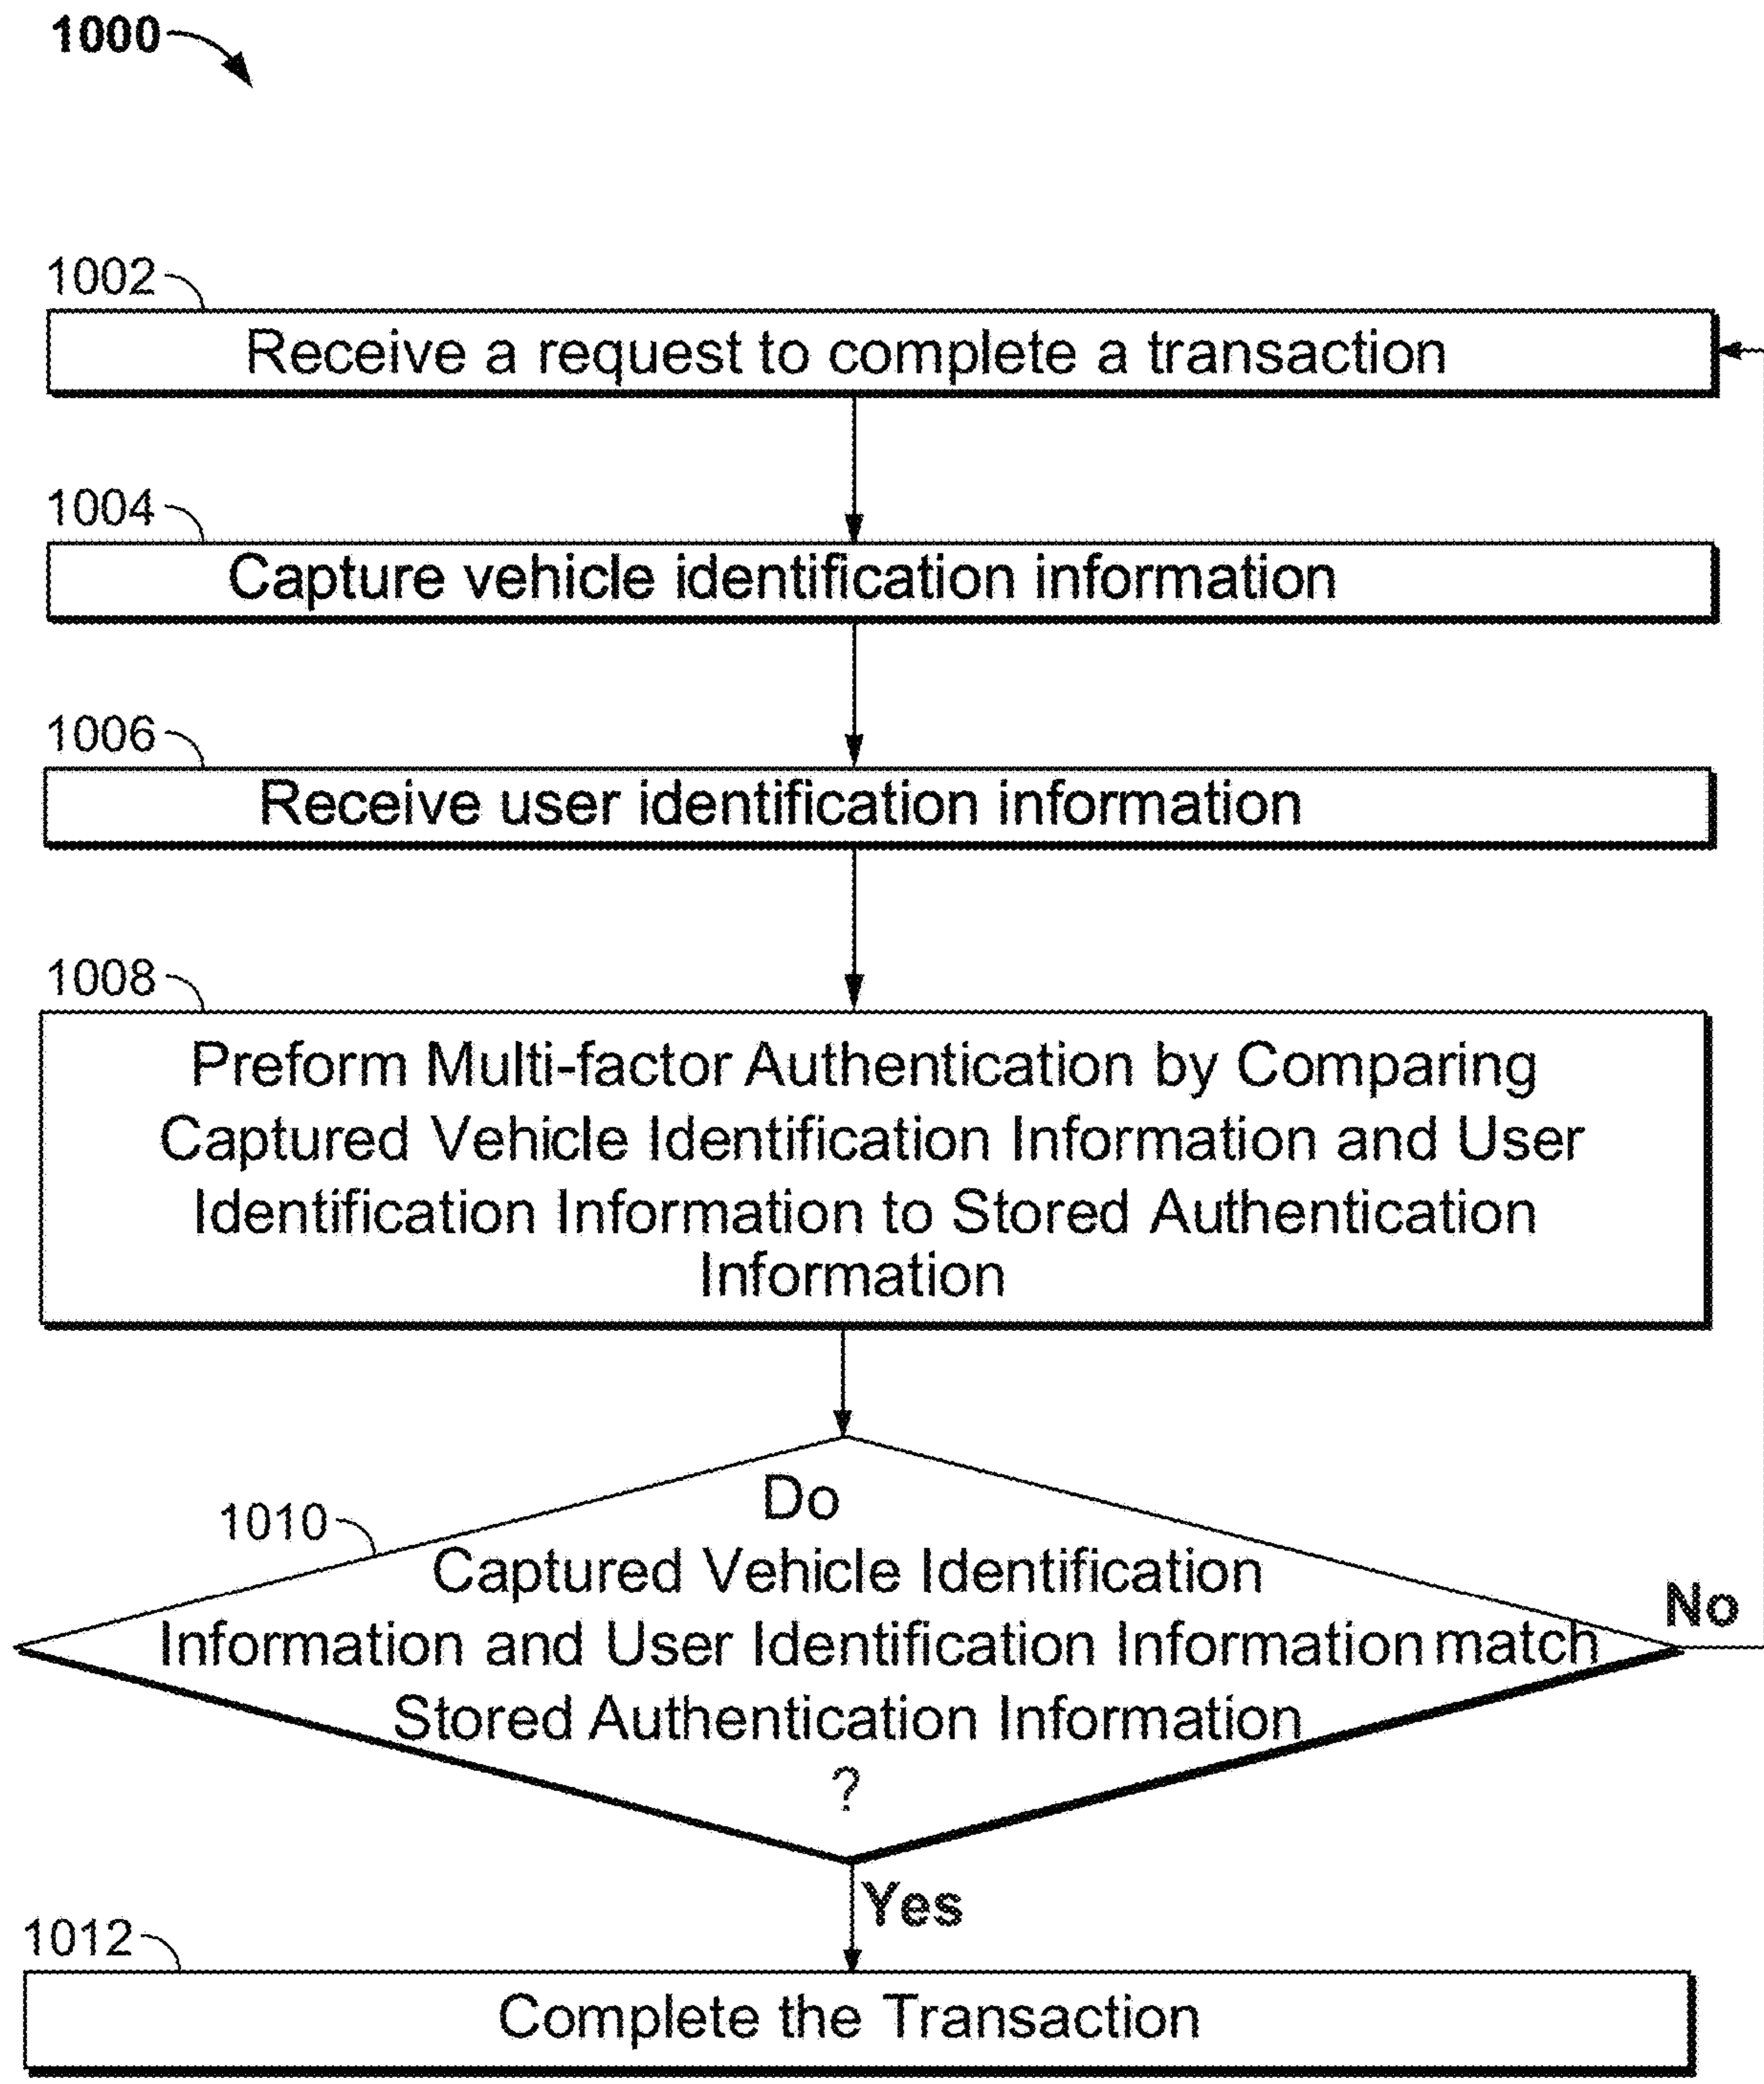 1000
1002
Receive a request to complete a transaction
1004
Capture vehicle identification information
1006
Receive user identification information
1008
Preform Multi-factor Authentication by Comparing
Captured Vehicle Identification Information and User
Identification Information to Stored Authentication
Information
1010
Do
Captured Vehicle Identification
Information and User Identification Information match
Stored Authentication Information
?
No
Yes
1012
Complete the Transaction